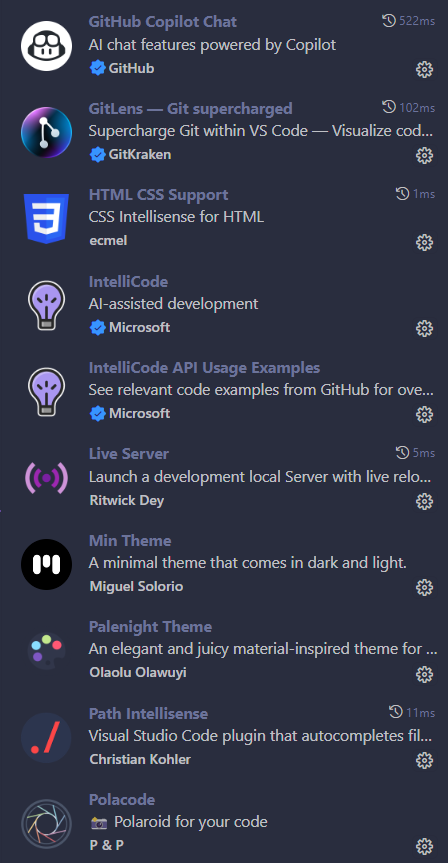 GitHub Copilot Chat 522ms
AI chat features powered by Copilot
GitHub
GitLens — Git supercharged 102ms
Supercharge Git within VS Code — Visualize cod...
GitKraken
HTML CSS Support 1ms
CSS Intellisense for HTML
ecmel
IntelliCode
AI-assisted development
Microsoft
IntelliCode API Usage Examples
See relevant code examples from GitHub for ove...
Microsoft
Live Server 5ms
Launch a development local Server with live relo...
Ritwick Dey
Min Theme
A minimal theme that comes in dark and light.
Miguel Solorio
Palenight Theme
An elegant and juicy material-inspired theme for ...
Olaolu Olawuyi
Path Intellisense 11ms
Visual Studio Code plugin that autocompletes fil...
Christian Kohler
Polacode
📸 Polaroid for your code
P & P